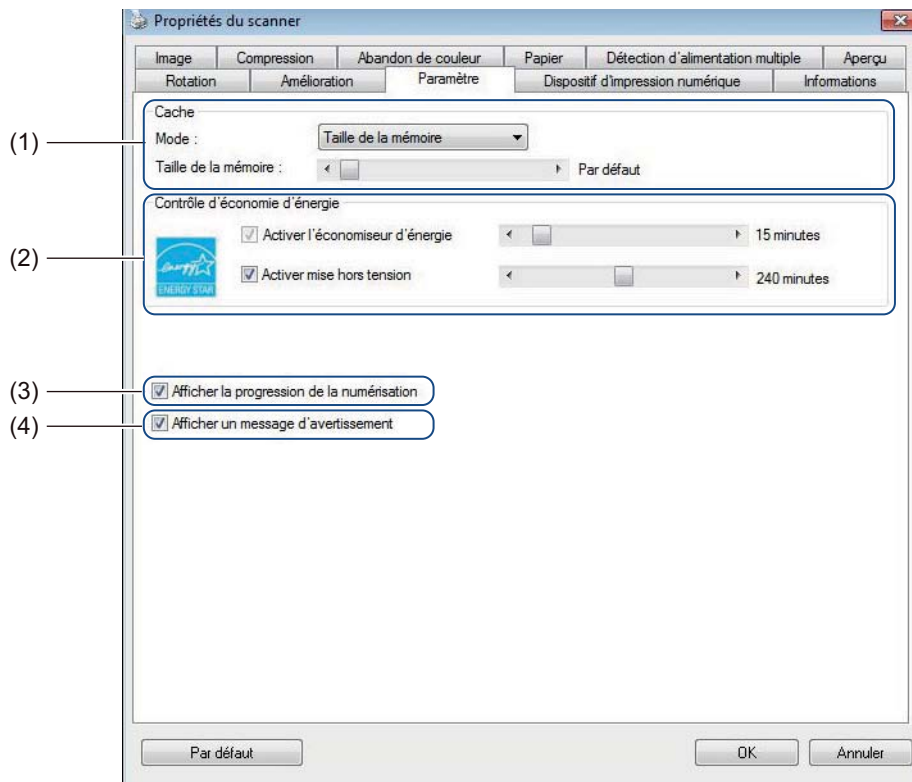 Propriétés du scanner
Image Compression Abandon de couleur Papier Détection d'alimentation multiple Aperçu
Rotation Amélioration Paramètre Dispositif d'impression numérique Informations
Cache
(1) Mode : Taille de la mémoire
Taille de la mémoire : Par défaut
Contrôle d'économie d'énergie
Activer l'économiseur d'énergie 15 minutes
(2)
energy
ENERGY STAR
Activer mise hors tension 240 minutes
(3) Afficher la progression de la numérisation
(4) Afficher un message d'avertissement
Par défaut OK Annuler